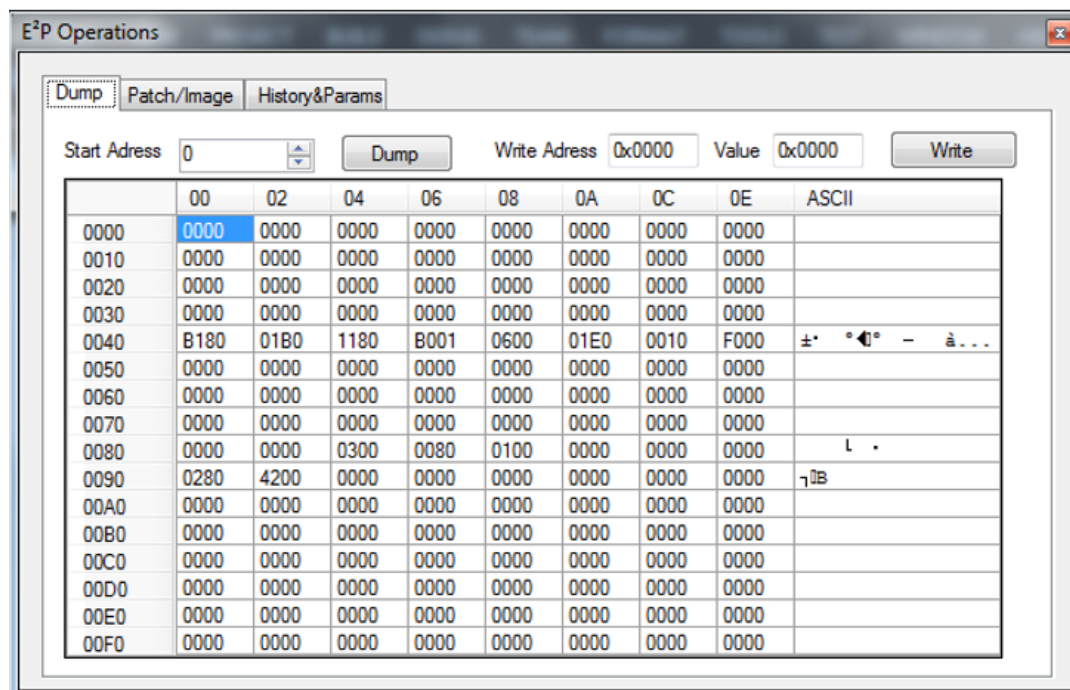 E²P Operations
Dump Patch/Image History&Params
Start Adress 0 Dump Write Adress 0x0000 Value 0x0000 Write
00 02 04 06 08 0A 0C 0E ASCII
0000 0000 0000 0000 0000 0000 0000 0000 0000
0010 0000 0000 0000 0000 0000 0000 0000 0000
0020 0000 0000 0000 0000 0000 0000 0000 0000
0030 0000 0000 0000 0000 0000 0000 0000 0000
0040 B180 01B0 1180 B001 0600 01E0 0010 F000 ±· à...
0050 0000 0000 0000 0000 0000 0000 0000 0000
0060 0000 0000 0000 0000 0000 0000 0000 0000
0070 0000 0000 0000 0000 0000 0000 0000 0000
0080 0000 0000 0300 0080 0100 0000 0000 0000
0090 0280 4200 0000 0000 0000 0000 0000 0000
00A0 0000 0000 0000 0000 0000 0000 0000 0000
00B0 0000 0000 0000 0000 0000 0000 0000 0000
00C0 0000 0000 0000 0000 0000 0000 0000 0000
00D0 0000 0000 0000 0000 0000 0000 0000 0000
00E0 0000 0000 0000 0000 0000 0000 0000 0000
00F0 0000 0000 0000 0000 0000 0000 0000 0000